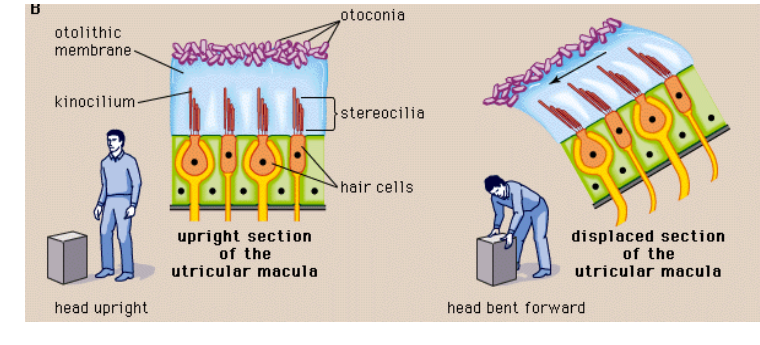 B
otoconia
otolithic
membrane
kinocilium
stereocilia
hair cells
upright section
of the
utricular macula
head upright
displaced section
of the
utricular macula
head bent forward